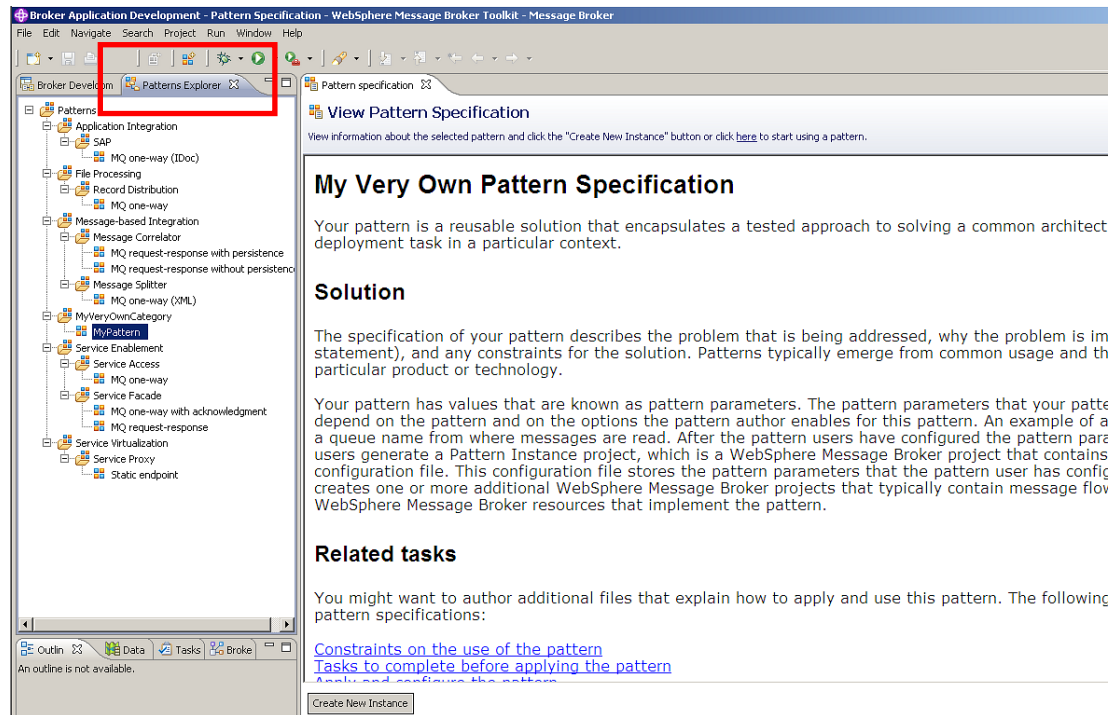 Broker Application Development - Pattern Specification - WebSphere Message Broker Toolkit - Message Broker
File Edit Navigate Search Project Run Window Help
Broker Developm Patterns Explorer
Patterns
Application Integration
SAP
MQ one-way (IDoc)
File Processing
Record Distribution
MQ one-way
Message-based Integration
Message Correlator
MQ request-response with persistence
MQ request-response without persistenc
Message Splitter
MQ one-way (XML)
MyVeryOwnCategory
MyPattern
Service Enablement
Service Access
MQ one-way
Service Facade
MQ one-way with acknowledgment
MQ request-response
Service Virtualization
Service Proxy
Static endpoint
Outlin Data Tasks Broke
An outline is not available.
Pattern specification
View Pattern Specification
View information about the selected pattern and click the "Create New Instance" button or click here to start using a pattern.
My Very Own Pattern Specification
Your pattern is a reusable solution that encapsulates a tested approach to solving a common architect
deployment task in a particular context.
Solution
The specification of your pattern describes the problem that is being addressed, why the problem is im
statement), and any constraints for the solution. Patterns typically emerge from common usage and th
particular product or technology.
Your pattern has values that are known as pattern parameters. The pattern parameters that your patte
depend on the pattern and on the options the pattern author enables for this pattern. An example of a
a queue name from where messages are read. After the pattern users have configured the pattern para
users generate a Pattern Instance project, which is a WebSphere Message Broker project that contains
configuration file. This configuration file stores the pattern parameters that the pattern user has config
creates one or more additional WebSphere Message Broker projects that typically contain message flow
WebSphere Message Broker resources that implement the pattern.
Related tasks
You might want to author additional files that explain how to apply and use this pattern. The following
pattern specifications:
Constraints on the use of the pattern
Tasks to complete before applying the pattern
Apply and configure the pattern
Create New Instance